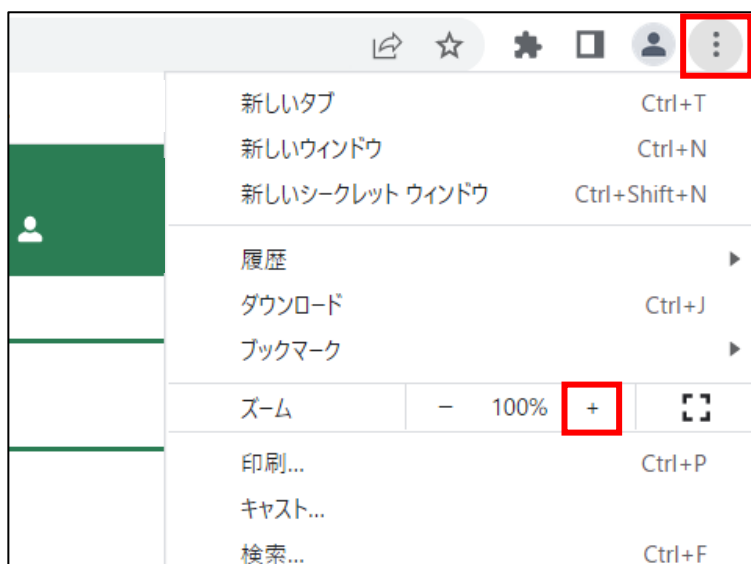 新しいタブ Ctrl+T
新しいウィンドウ Ctrl+N
新しいシークレット ウィンドウ Ctrl+Shift+N
履歴
ダウンロード Ctrl+J
ブックマーク
ズーム − 100% +
印刷... Ctrl+P
キャスト...
検索... Ctrl+F